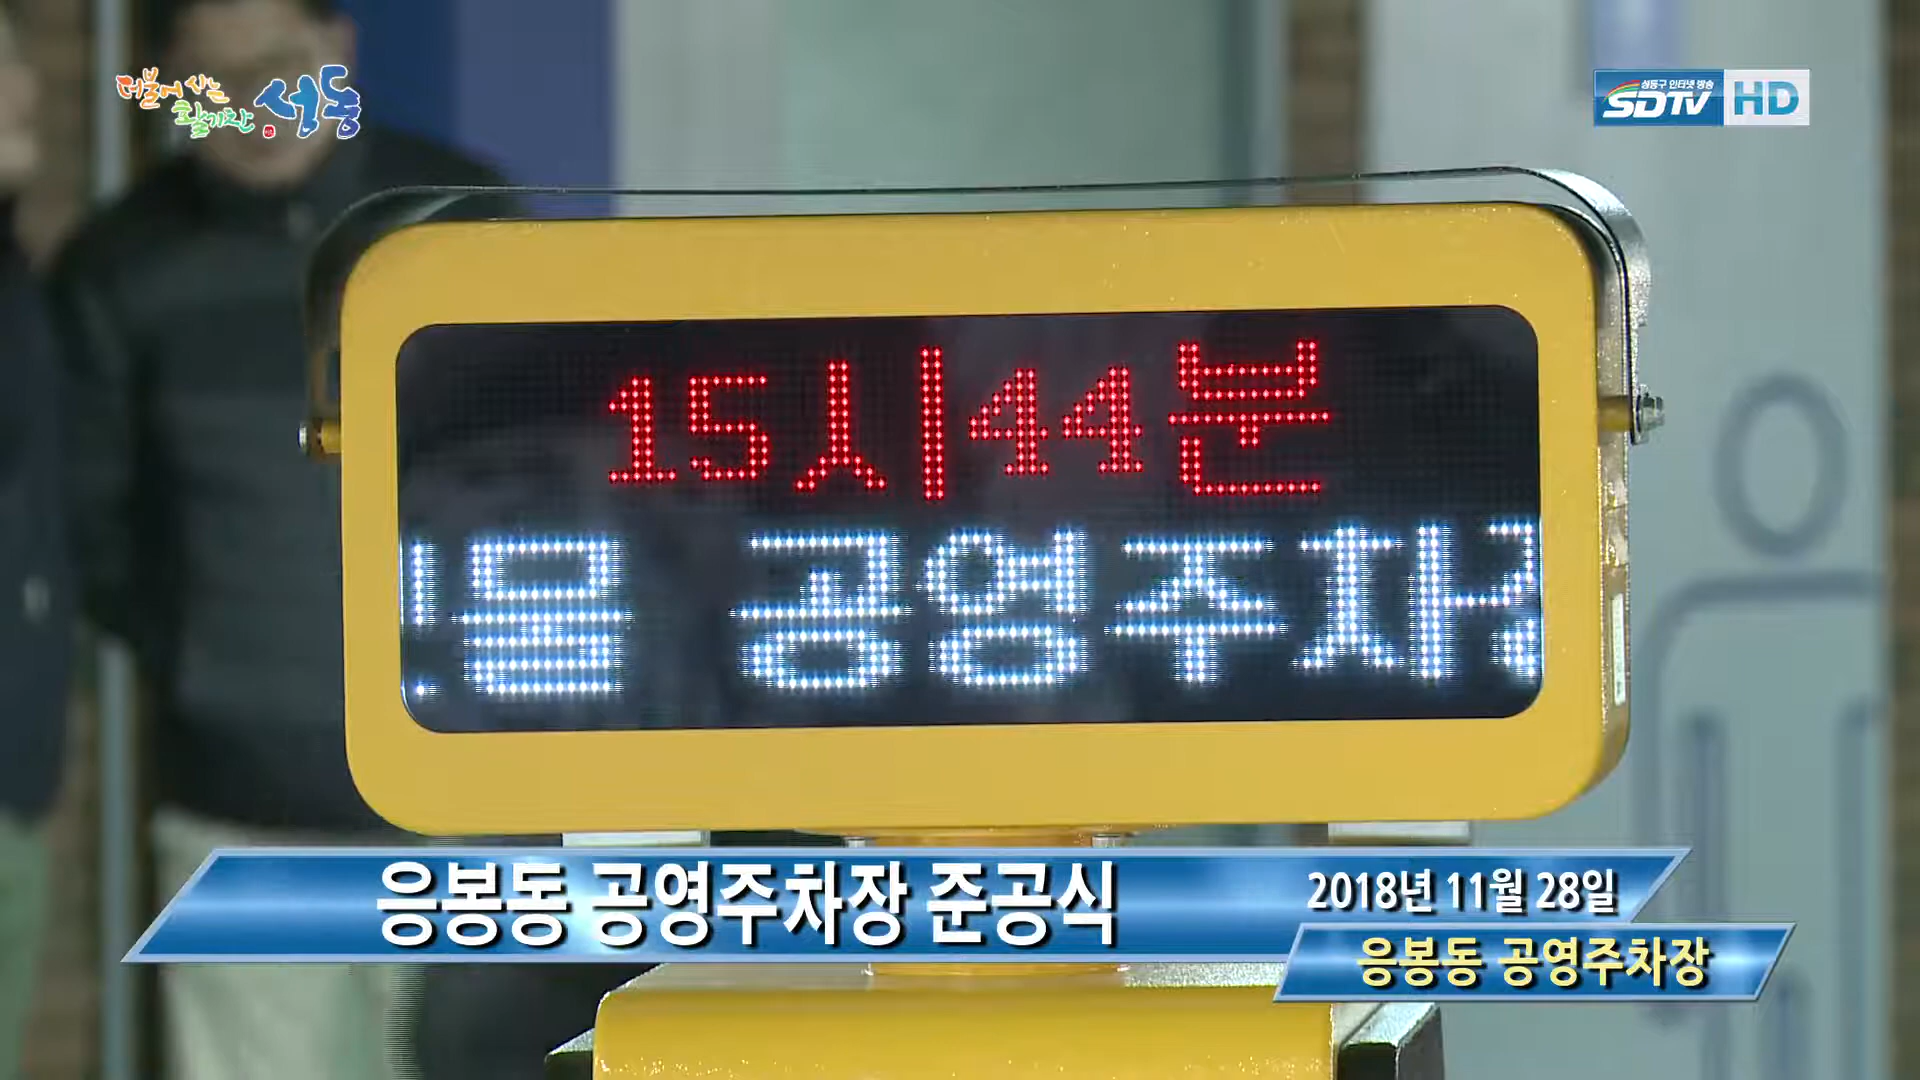 더불어 사는
활기찬 성동
성동구 인터넷 방송
SDTV HD
15시44분
물 공영주차
응봉동 공영주차장 준공식
2018년 11월 28일
응봉동 공영주차장